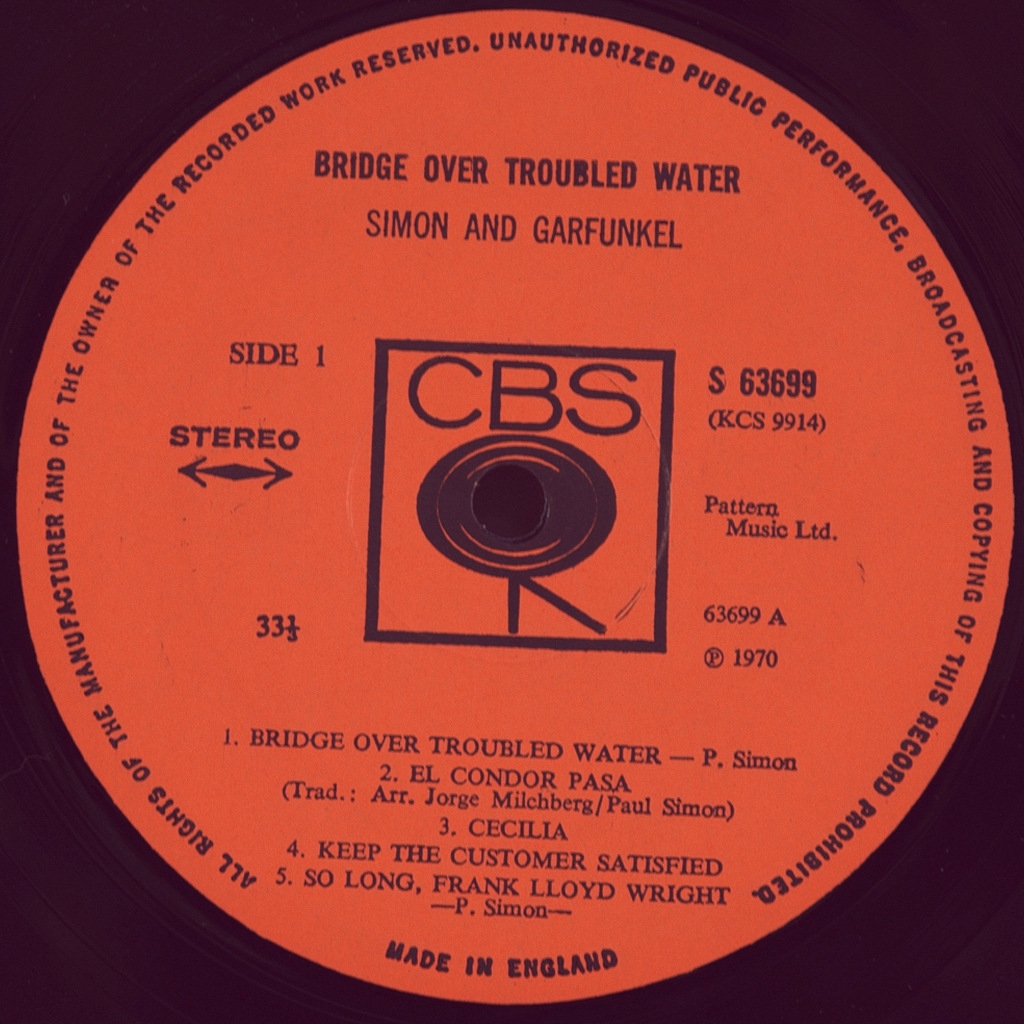 ALL RIGHTS OF THE MANUFACTURER AND OF THE OWNER OF THE RECORDED WORK RESERVED. UNAUTHORIZED PUBLIC PERFORMANCE, BROADCASTING AND COPYING OF THIS RECORD PROHIBITED.
BRIDGE OVER TROUBLED WATER
SIMON AND GARFUNKEL
SIDE 1
STEREO
33⅓
CBS
S 63699
(KCS 9914)
Pattern
Music Ltd.
63699 A
℗ 1970
1. BRIDGE OVER TROUBLED WATER — P. Simon
2. EL CONDOR PASA
(Trad.: Arr. Jorge Milchberg/Paul Simon)
3. CECILIA
4. KEEP THE CUSTOMER SATISFIED
5. SO LONG, FRANK LLOYD WRIGHT
—P. Simon—
MADE IN ENGLAND